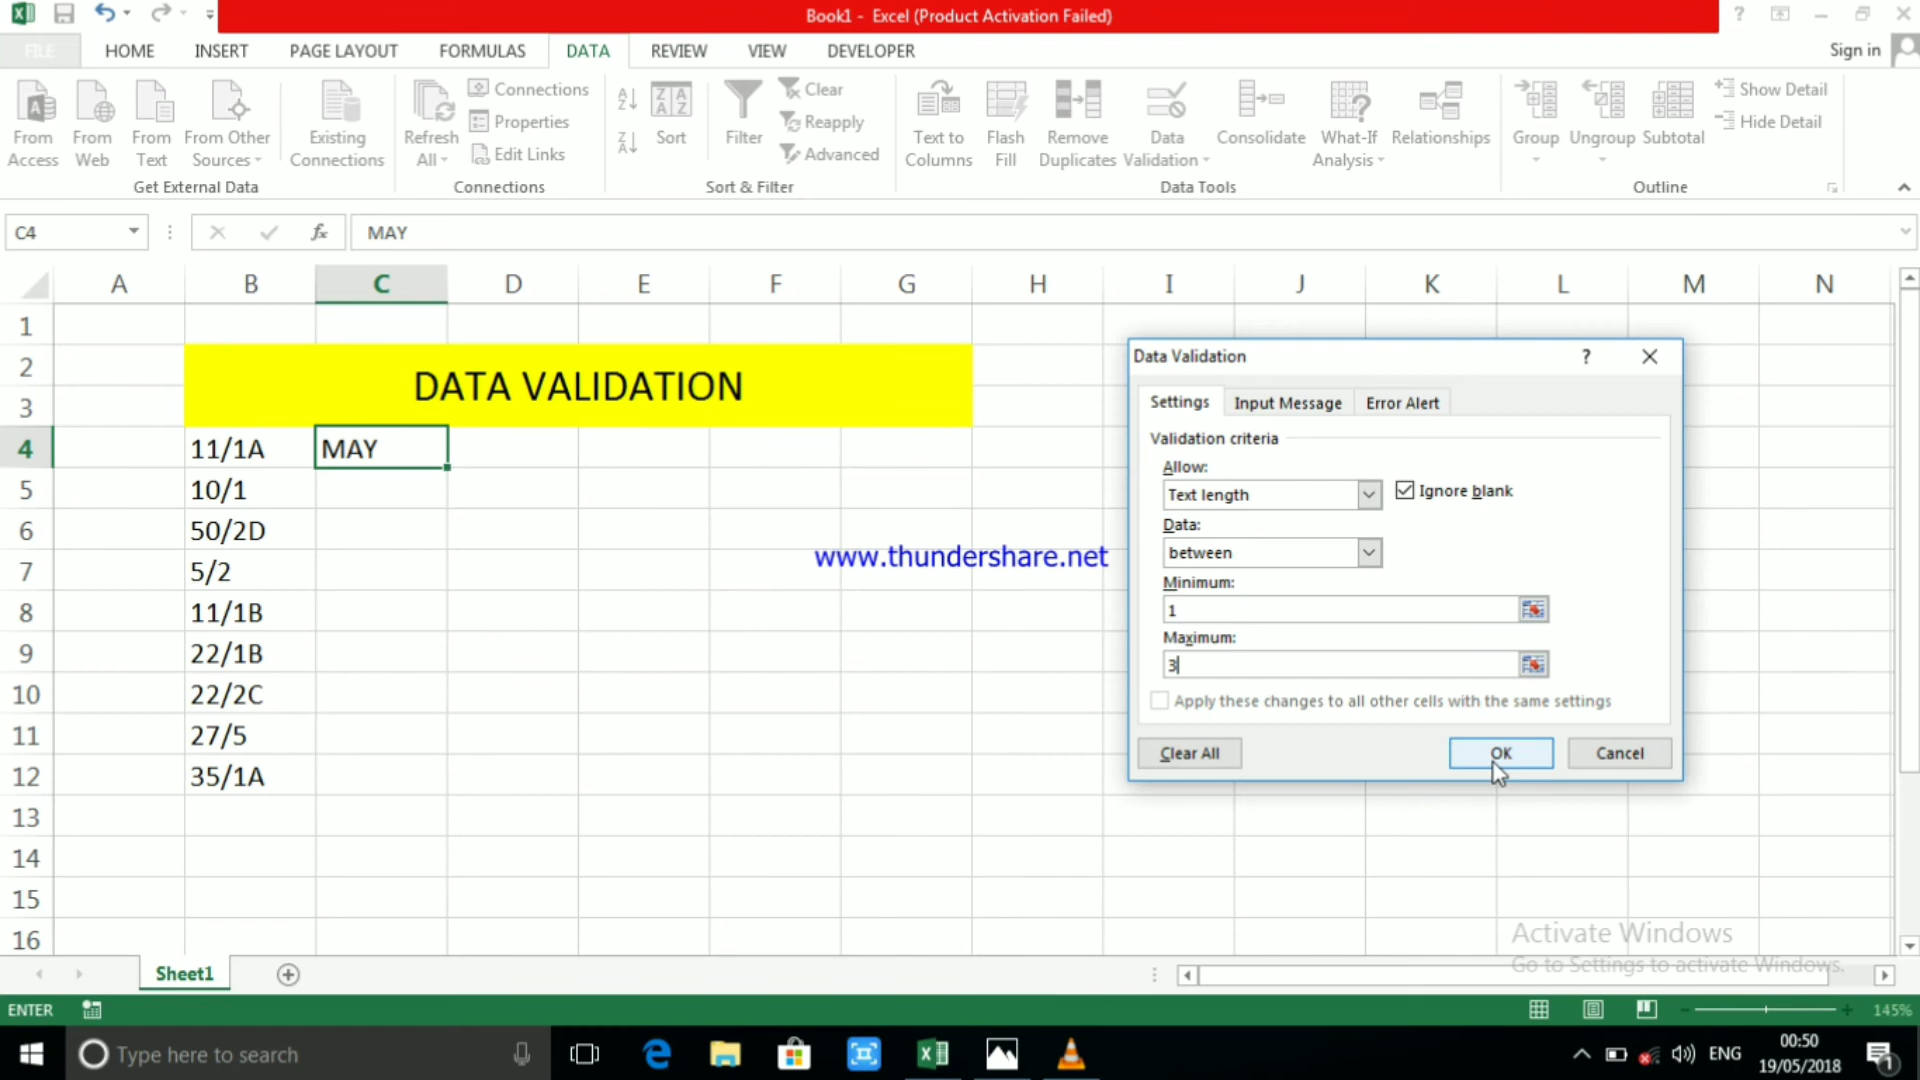 Book1 - Excel (Product Activation Failed)
FILE HOME INSERT PAGE LAYOUT FORMULAS DATA REVIEW VIEW DEVELOPER Sign in
From Access
From Web
From Text
From Other Sources
Existing Connections
Get External Data
Refresh All
Connections
Properties
Edit Links
Connections
Sort
Filter
Clear
Reapply
Advanced
Sort & Filter
Text to Columns
Flash Fill
Remove Duplicates
Data Validation
Consolidate
What-If Analysis
Relationships
Data Tools
Group
Ungroup
Subtotal
Show Detail
Hide Detail
Outline
C4 fx MAY
A B C D E F G H I J K L M N
1
2
3
DATA VALIDATION
4 11/1A MAY
5 10/1
6 50/2D
7 5/2
8 11/1B
9 22/1B
10 22/2C
11 27/5
12 35/1A
13
14
15
16
www.thundershare.net
Data Validation ?
Settings Input Message Error Alert
Validation criteria
Allow:
Text length Ignore blank
Data:
between
Minimum:
1
Maximum:
3
Apply these changes to all other cells with the same settings
Clear All OK Cancel
Activate Windows
Go to Settings to activate Windows.
Sheet1
ENTER 145%
Type here to search
ENG
00:50
19/05/2018
1